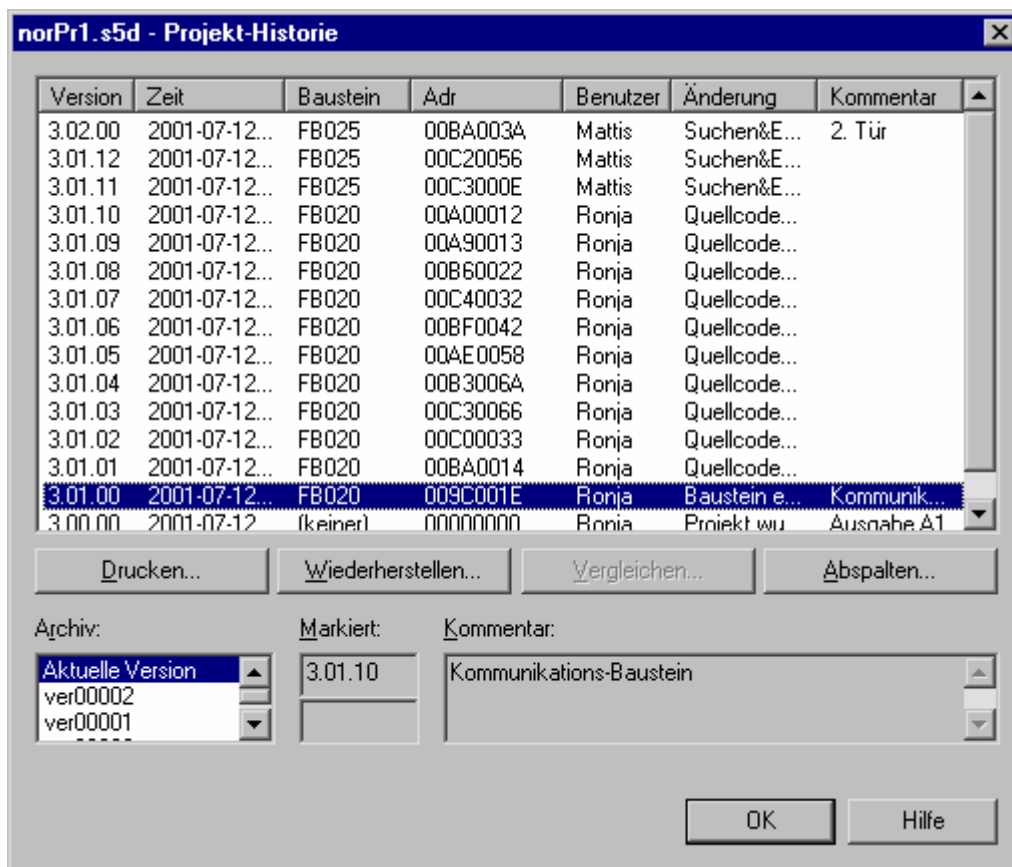 norPr1.s5d - Projekt-Historie
Version Zeit Baustein Adr Benutzer Änderung Kommentar
3.02.00 2001-07-12... FB025 00BA003A Mattis Suchen&E... 2. Tür
3.01.12 2001-07-12... FB025 00C20056 Mattis Suchen&E...
3.01.11 2001-07-12... FB025 00C3000E Mattis Suchen&E...
3.01.10 2001-07-12... FB020 00A00012 Ronja Quellcode...
3.01.09 2001-07-12... FB020 00A90013 Ronja Quellcode...
3.01.08 2001-07-12... FB020 00B60022 Ronja Quellcode...
3.01.07 2001-07-12... FB020 00C40032 Ronja Quellcode...
3.01.06 2001-07-12... FB020 00BF0042 Ronja Quellcode...
3.01.05 2001-07-12... FB020 00AE0058 Ronja Quellcode...
3.01.04 2001-07-12... FB020 00B3006A Ronja Quellcode...
3.01.03 2001-07-12... FB020 00C30066 Ronja Quellcode...
3.01.02 2001-07-12... FB020 00C00033 Ronja Quellcode...
3.01.01 2001-07-12... FB020 00BA0014 Ronja Quellcode...
3.01.00 2001-07-12... FB020 009C001E Ronja Baustein e... Kommunik...
3.00.00 2001-07-12 (keiner) 00000000 Ronja Projekt wu Ausgabe A1
Drucken... Wiederherstellen... Vergleichen... Abspalten...
Archiv: Markiert: Kommentar:
Aktuelle Version 3.01.10 Kommunikations-Baustein
ver00002
ver00001
OK Hilfe